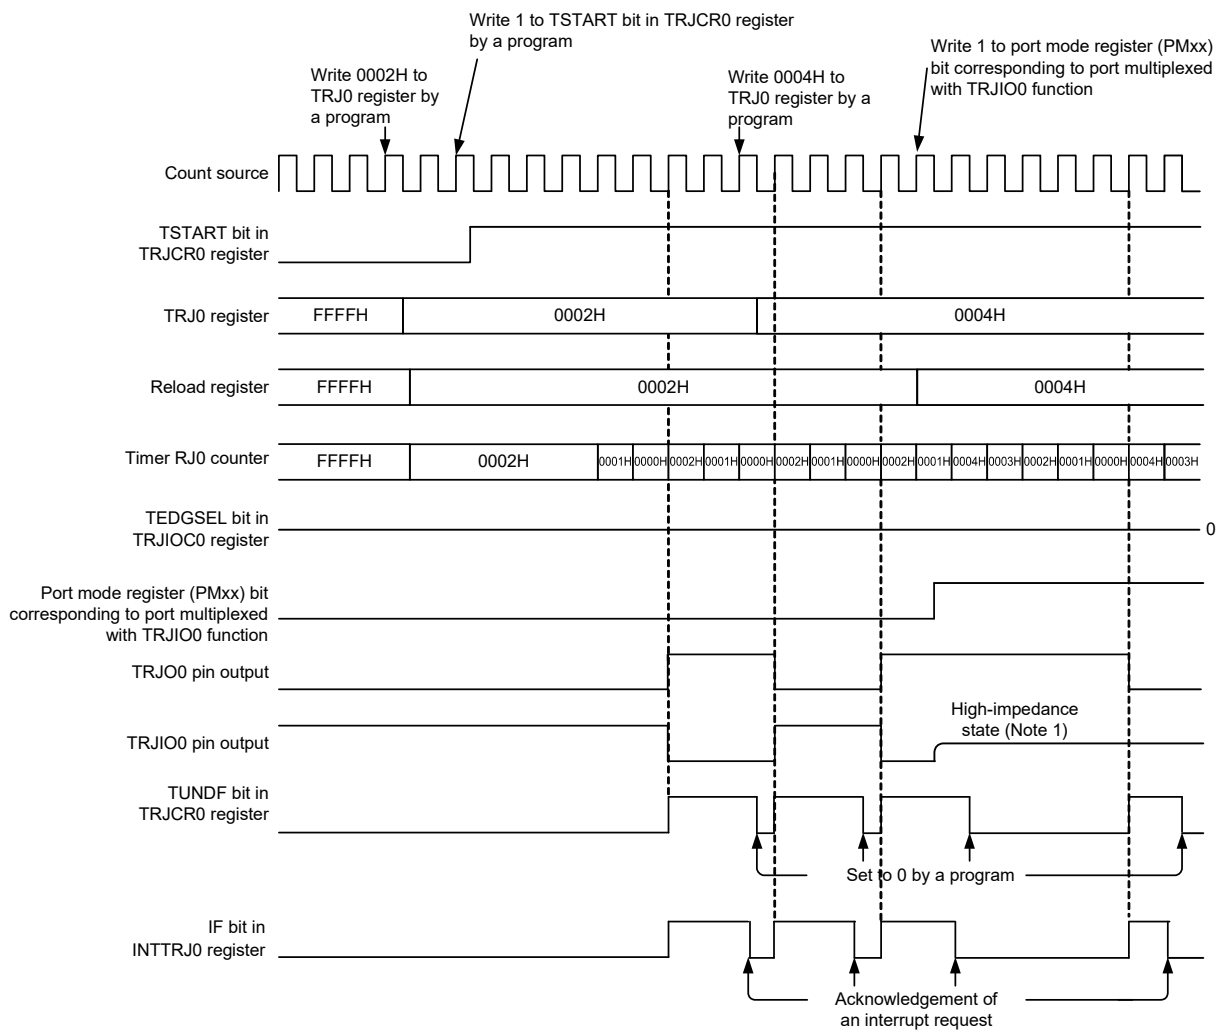 Write 1 to TSTART bit in TRJCR0 register
by a program
Write 1 to port mode register (PMxx)
bit corresponding to port multiplexed
with TRJIO0 function
Write 0002H to
TRJ0 register by
a program
Write 0004H to
TRJ0 register by a
program
Count source
TSTART bit in
TRJCR0 register
TRJ0 register
FFFFH
0002H
0004H
Reload register
FFFFH
0002H
0004H
Timer RJ0 counter
FFFFH
0002H
0001H 0000H 0002H 0001H 0000H 0002H 0001H 0000H 0002H 0001H 0004H 0003H 0002H 0001H 0000H 0004H 0003H
TEDGSEL bit in
TRJIOC0 register
0
Port mode register (PMxx) bit
corresponding to port multiplexed
with TRJIO0 function
TRJO0 pin output
High-impedance
state (Note 1)
TRJIO0 pin output
TUNDF bit in
TRJCR0 register
Set to 0 by a program
IF bit in
INTTRJ0 register
Acknowledgement of
an interrupt request